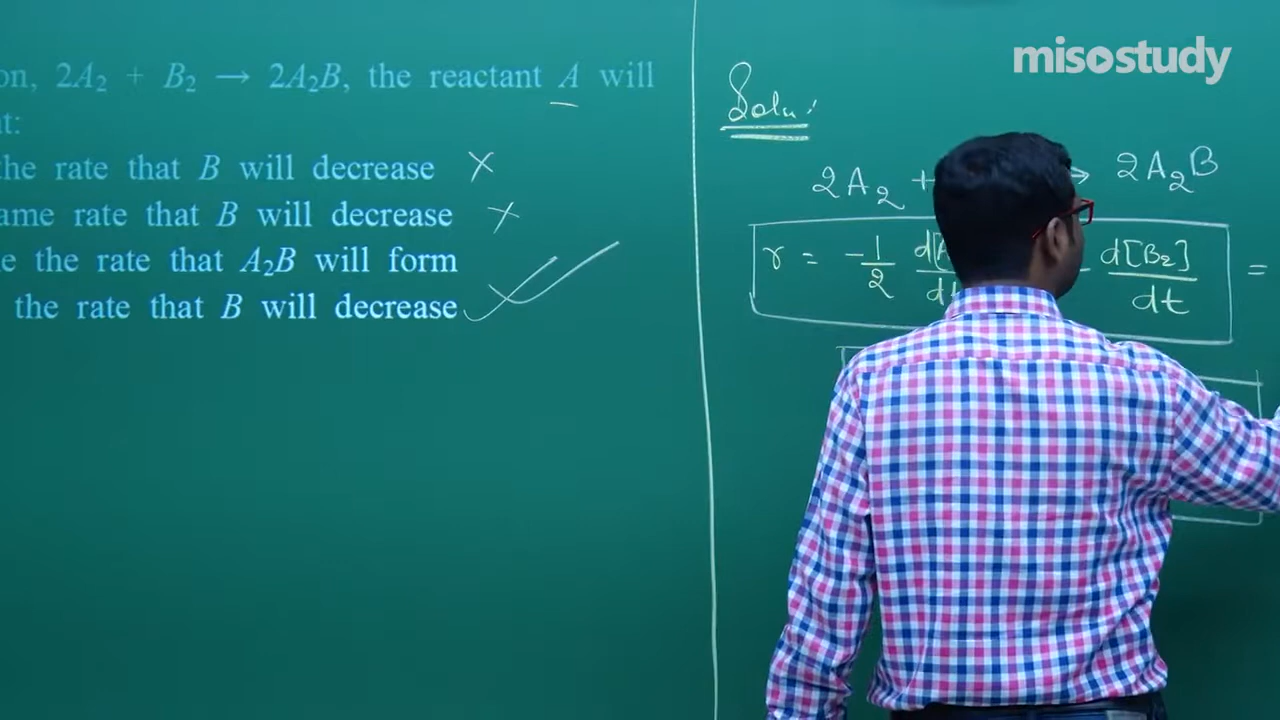 misostudy
on, 2A₂ + B₂ → 2A₂B, the reactant A will
t:
the rate that B will decrease ×
ame rate that B will decrease ×
e the rate that A₂B will form
the rate that B will decrease ✓
Solu :
2A₂ + → 2A₂B
r = -1/2 d[A dt - d[B₂]/dt =